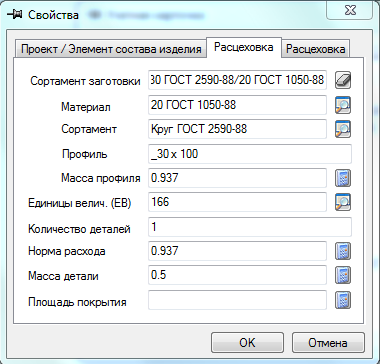 Свойства
Проект / Элемент состава изделия Расцеховка Расцеховка
Сортамент заготовки 30 ГОСТ 2590-88/20 ГОСТ 1050-88
Материал 20 ГОСТ 1050-88
Сортамент Круг ГОСТ 2590-88
Профиль _30 x 100
Масса профиля 0.937
Единицы велич. (ЕВ) 166
Количество деталей 1
Норма расхода 0.937
Масса детали 0.5
Площадь покрытия
OK Отмена